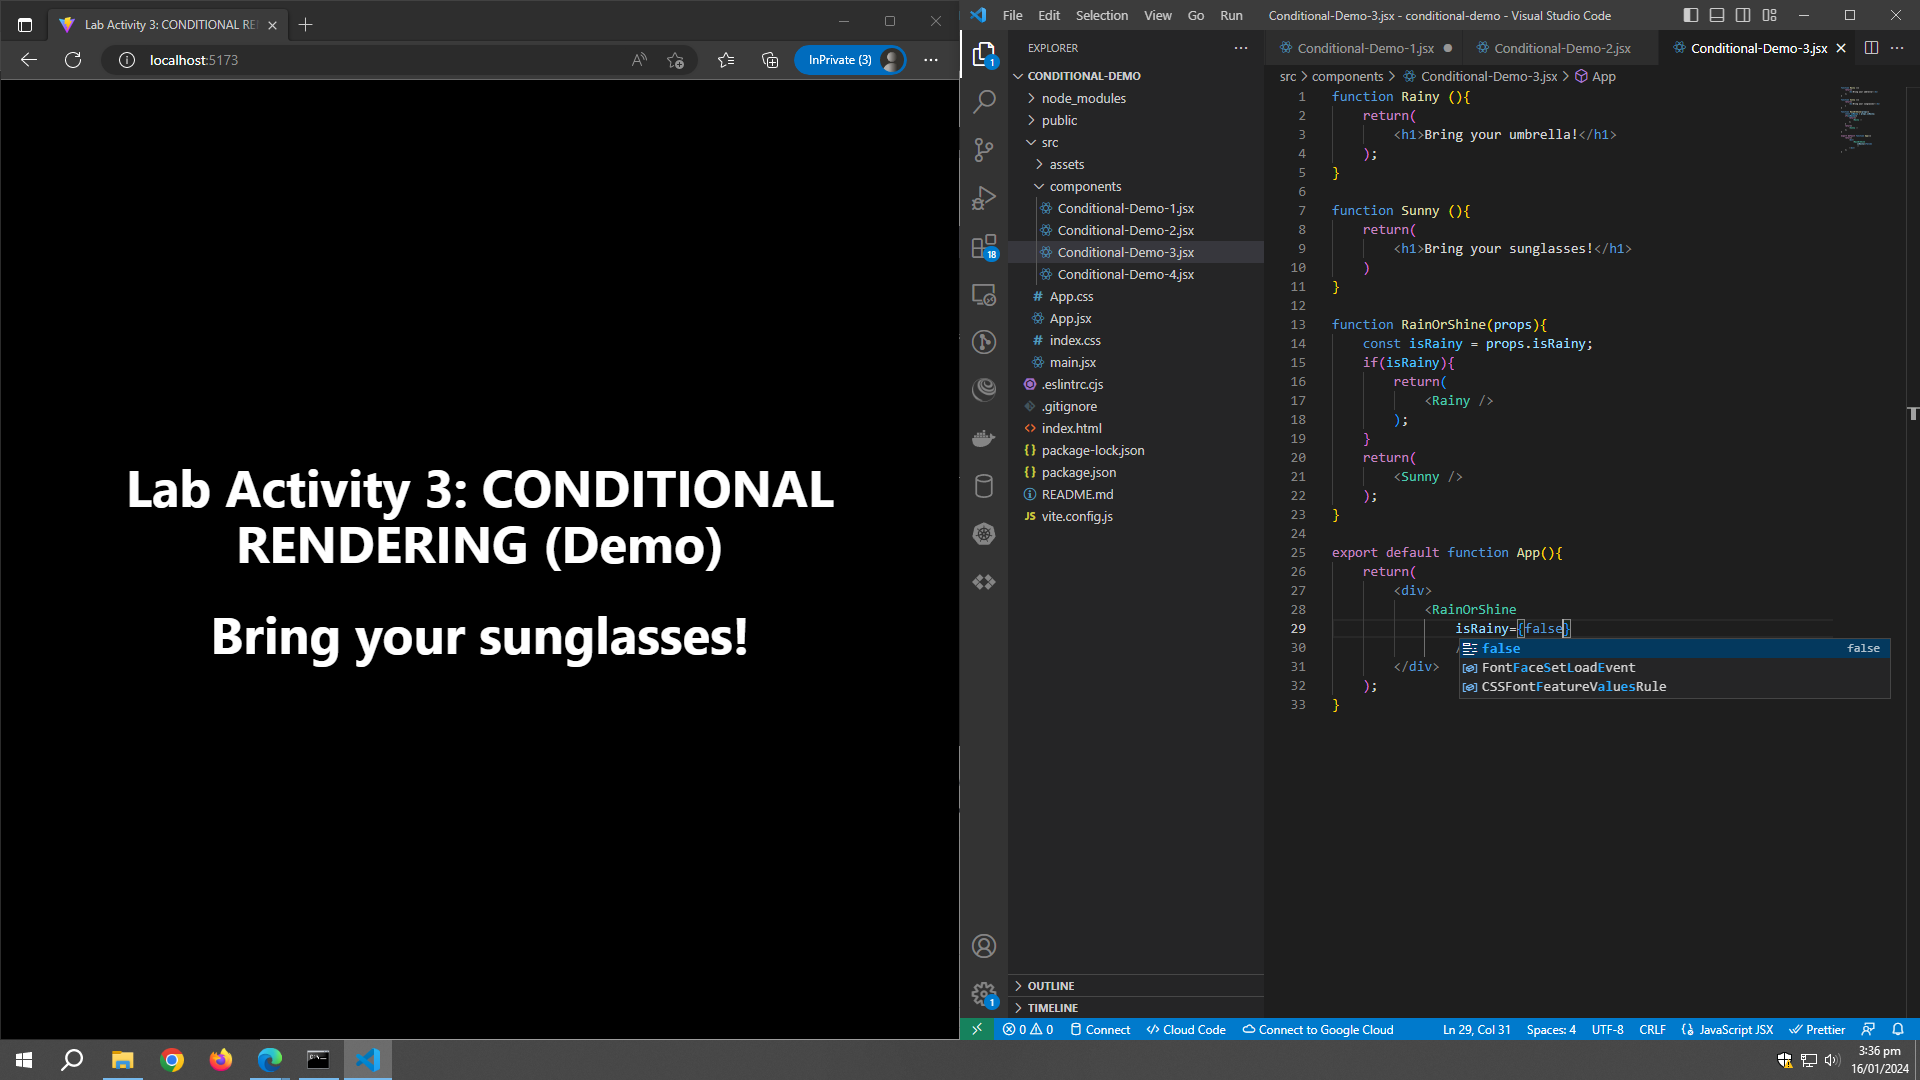 Lab Activity 3: CONDITIONAL RE
localhost:5173
InPrivate (3)
Lab Activity 3: CONDITIONAL
RENDERING (Demo)
Bring your sunglasses!
File Edit Selection View Go Run
Conditional-Demo-3.jsx - conditional-demo - Visual Studio Code
EXPLORER
CONDITIONAL-DEMO
node_modules
public
src
assets
components
Conditional-Demo-1.jsx
Conditional-Demo-2.jsx
Conditional-Demo-3.jsx
Conditional-Demo-4.jsx
# App.css
App.jsx
# index.css
main.jsx
.eslintrc.cjs
.gitignore
<> index.html
{} package-lock.json
{} package.json
README.md
JS vite.config.js
OUTLINE
TIMELINE
1
18
1
Conditional-Demo-1.jsx
Conditional-Demo-2.jsx
Conditional-Demo-3.jsx
src > components > Conditional-Demo-3.jsx > App
1 function Rainy (){
2 return(
3 <h1>Bring your umbrella!</h1>
4 );
5 }
6
7 function Sunny (){
8 return(
9 <h1>Bring your sunglasses!</h1>
10 )
11 }
12
13 function RainOrShine(props){
14 const isRainy = props.isRainy;
15 if(isRainy){
16 return(
17 <Rainy />
18 );
19 }
20 return(
21 <Sunny />
22 );
23 }
24
25 export default function App(){
26 return(
27 <div>
28 <RainOrShine
29 isRainy={false}
30 /
false false
FontFaceSetLoadEvent
CSSFontFeatureValuesRule
31 </div>
32 );
33 }
0 0 Connect Cloud Code Connect to Google Cloud
Ln 29, Col 31 Spaces: 4 UTF-8 CRLF {} JavaScript JSX Prettier
3:36 pm
16/01/2024